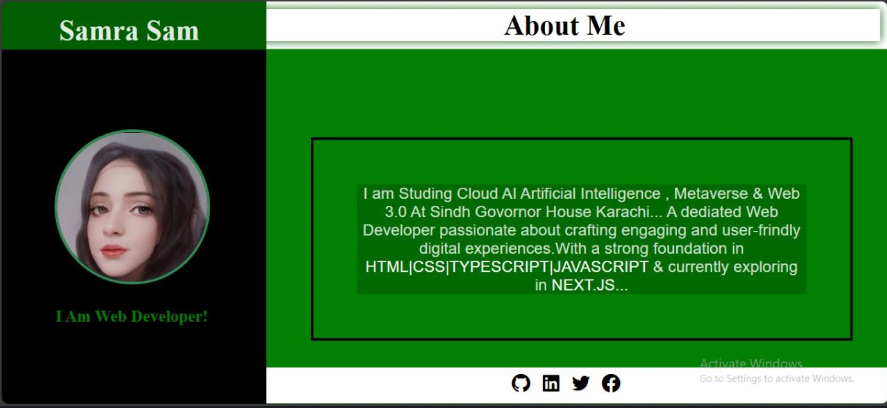 Samra Sam
About Me
I am Studing Cloud AI Artificial Intelligence , Metaverse & Web
3.0 At Sindh Govornor House Karachi... A dediated Web
Developer passionate about crafting engaging and user-frindly
digital experiences.With a strong foundation in
HTML|CSS|TYPESCRIPT|JAVASCRIPT & currently exploring
in NEXT.JS...
I Am Web Developer!
Activate Windows
Go to Settings to activate Windows.